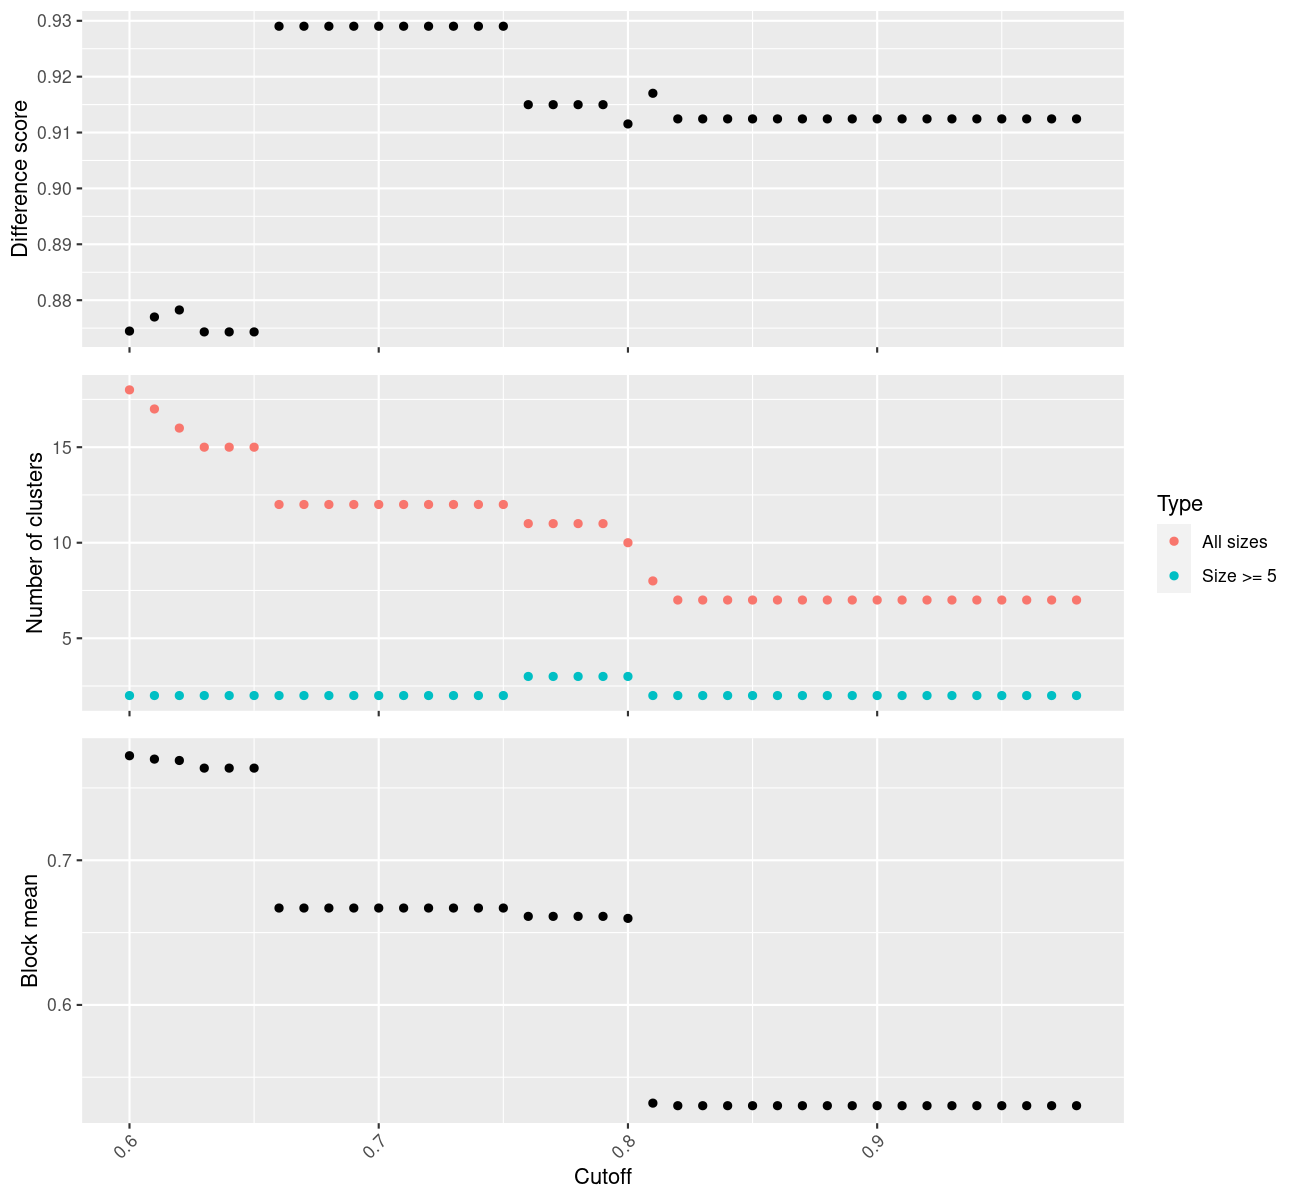 Difference score
0.93
0.92
0.91
0.90
0.89
0.88
Number of clusters
15
10
5
Type
All sizes
Size >= 5
Block mean
0.7
0.6
0.6
0.7
0.8
0.9
Cutoff